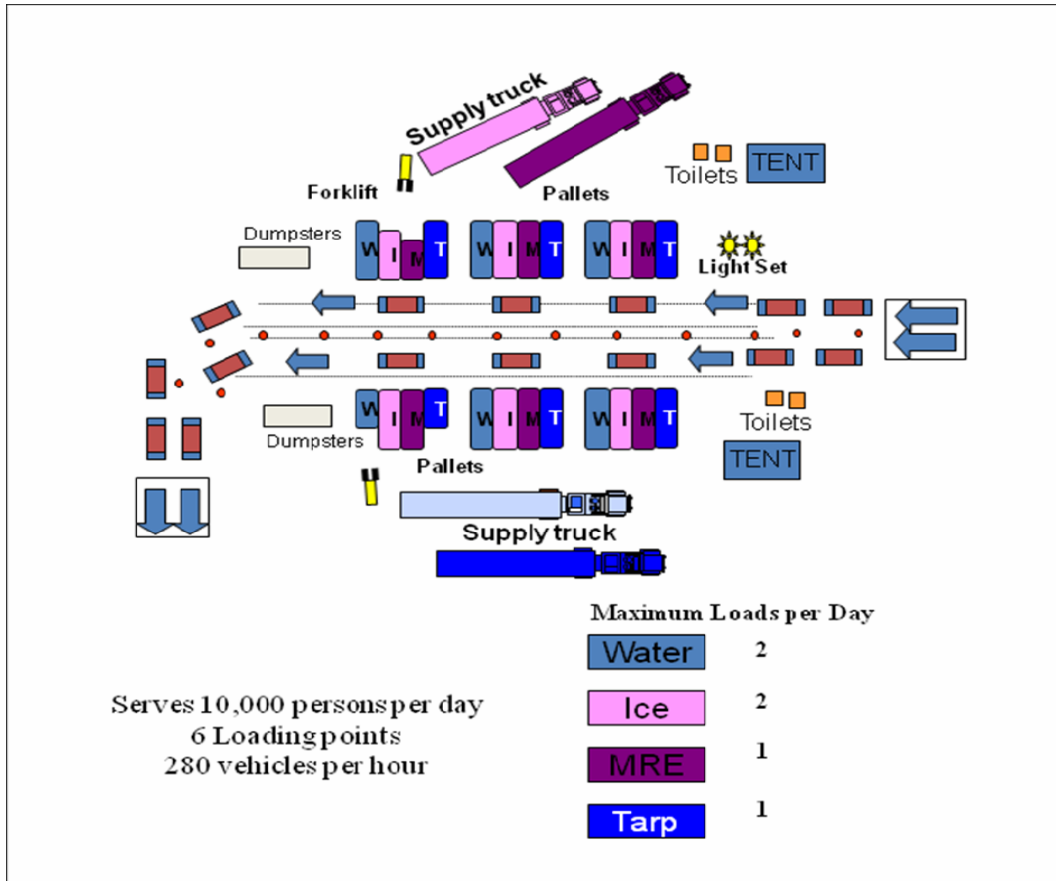 Supply truck
Forklift
Pallets
Toilets
TENT
Dumpsters
W I M T
W I M T
W I M T
Light Set
W I M T
W I M T
W I M T
Dumpsters
Toilets
Pallets
TENT
Supply truck
Maximum Loads per Day
Water 2
Ice 2
MRE 1
Tarp 1
Serves 10,000 persons per day
6 Loading points
280 vehicles per hour